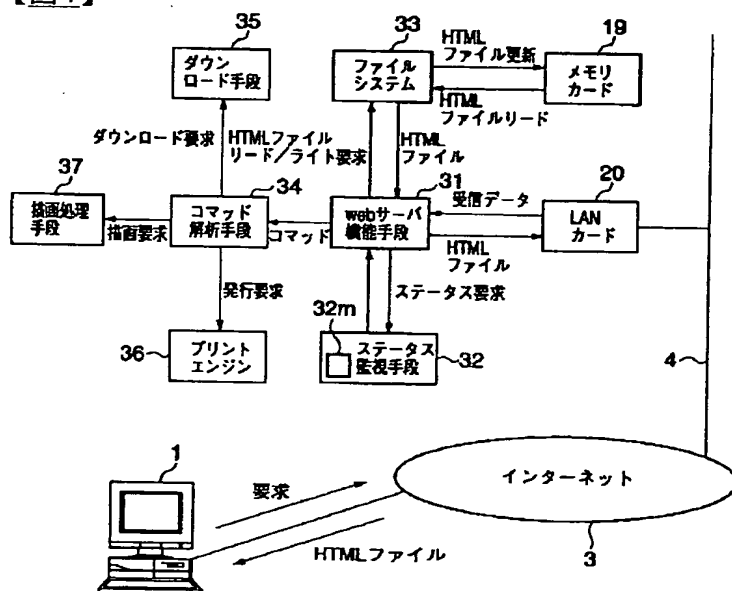 35
ダウン
ロード手段
33
ファイル
システム
HTML
ファイル更新
HTML
ファイルリード
19
メモリ
カード
ダウンロード要求
HTMLファイル
リード/ライト要求
HTML
ファイル
37
描画処理
手段
描画要求
34
コマッド
解析手段
コマッド
31
webサーバ
機能手段
受信データ
HTML
ファイル
20
LAN
カード
発行要求
ステータス要求
36
プリント
エンジン
32m
ステータス
監視手段
32
4
1
要求
インターネット
HTMLファイル
3